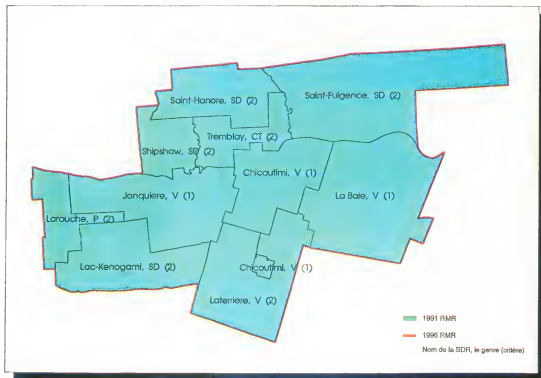 Saint-Honore, SD (2)
Saint-Fulgence, SD (2)
Tremblay, CT (2)
Shipshaw, SD (2)
Chicoutimi, V (1)
Jonquiere, V (1)
La Baie, V (1)
Larouche, P (2)
Lac-Kenogami, SD (2)
Chicoutimi, V (1)
Laterriere, V (2)
1991 RMR
1996 RMR
Nom de la SDR, le genre (critère)